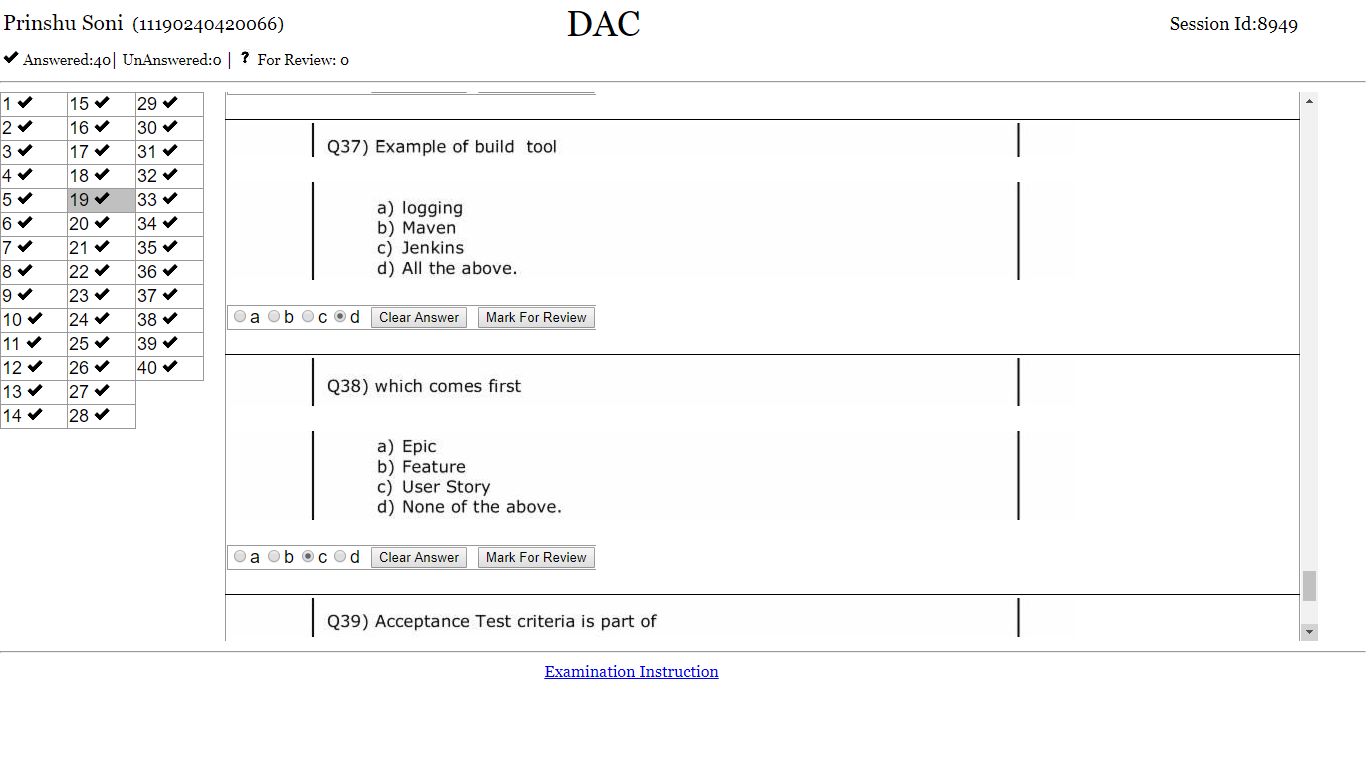 Prinshu Soni (11190240420066)
DAC
Session Id:8949
✔ Answered:40| UnAnswered:0 | ? For Review: 0
1 ✔ 15 ✔ 29 ✔
2 ✔ 16 ✔ 30 ✔
3 ✔ 17 ✔ 31 ✔
4 ✔ 18 ✔ 32 ✔
5 ✔ 19 ✔ 33 ✔
6 ✔ 20 ✔ 34 ✔
7 ✔ 21 ✔ 35 ✔
8 ✔ 22 ✔ 36 ✔
9 ✔ 23 ✔ 37 ✔
10 ✔ 24 ✔ 38 ✔
11 ✔ 25 ✔ 39 ✔
12 ✔ 26 ✔ 40 ✔
13 ✔ 27 ✔
14 ✔ 28 ✔
Q37) Example of build tool
a) logging
b) Maven
c) Jenkins
d) All the above.
a b c d Clear Answer Mark For Review
Q38) which comes first
a) Epic
b) Feature
c) User Story
d) None of the above.
a b c d Clear Answer Mark For Review
Q39) Acceptance Test criteria is part of
Examination Instruction